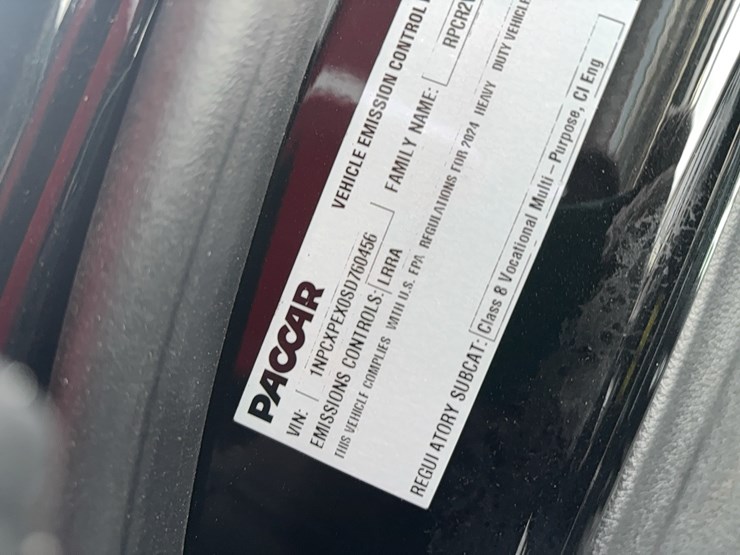 PACCAR
VEHICLE EMISSION CONTROL
VIN: 1NPCXPEX0SD760456
FAMILY NAME: RPCR2
EMISSIONS CONTROLS: LRRA
THIS VEHICLE COMPLIES WITH U.S. EPA REGULATIONS FOR 2024 HEAVY DUTY VEHICLE
REGULATORY SUBCAT: Class 8 Vocational Multi-Purpose, CI Eng